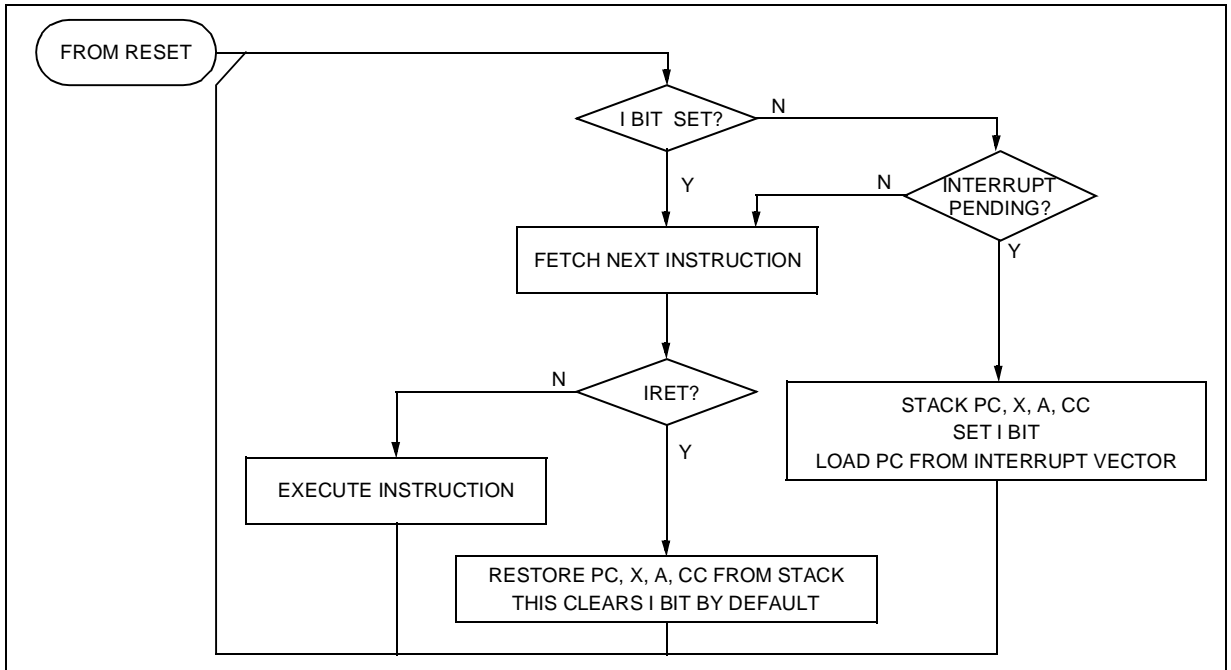 FROM RESET
I BIT SET?
N
Y
INTERRUPT
PENDING?
N
Y
FETCH NEXT INSTRUCTION
IRET?
N
Y
STACK PC, X, A, CC
SET I BIT
LOAD PC FROM INTERRUPT VECTOR
EXECUTE INSTRUCTION
RESTORE PC, X, A, CC FROM STACK
THIS CLEARS I BIT BY DEFAULT